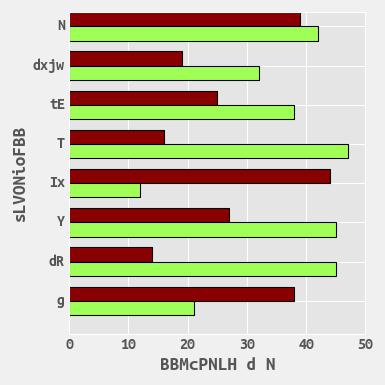 N
dxjw
tE
T
Ix
Y
dR
g
sLVONioFBB
0 10 20 30 40 50
BBMcPNLH d N